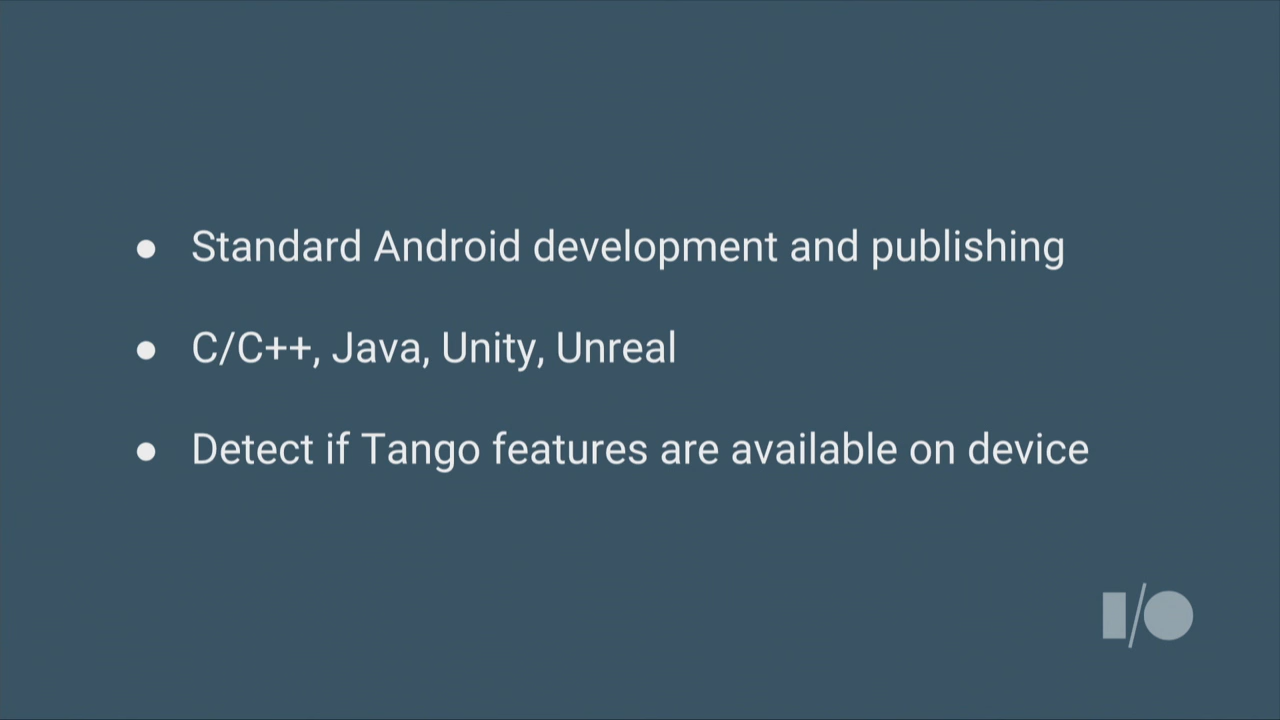 ● Standard Android development and publishing
● C/C++, Java, Unity, Unreal
● Detect if Tango features are available on device
I/O